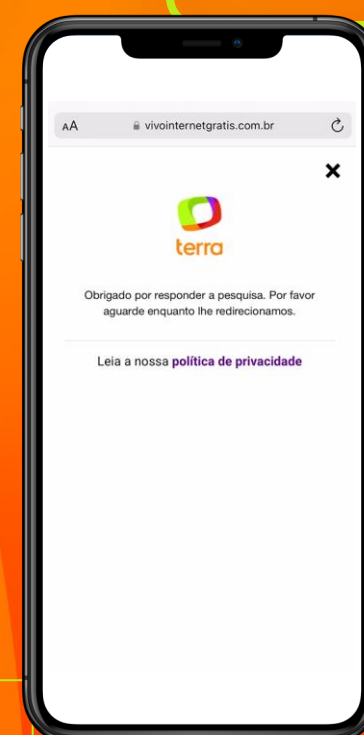 AA vivointernetgratis.com.br
terra
Obrigado por responder a pesquisa. Por favor
aguarde enquanto lhe redirecionamos.
Leia a nossa política de privacidade